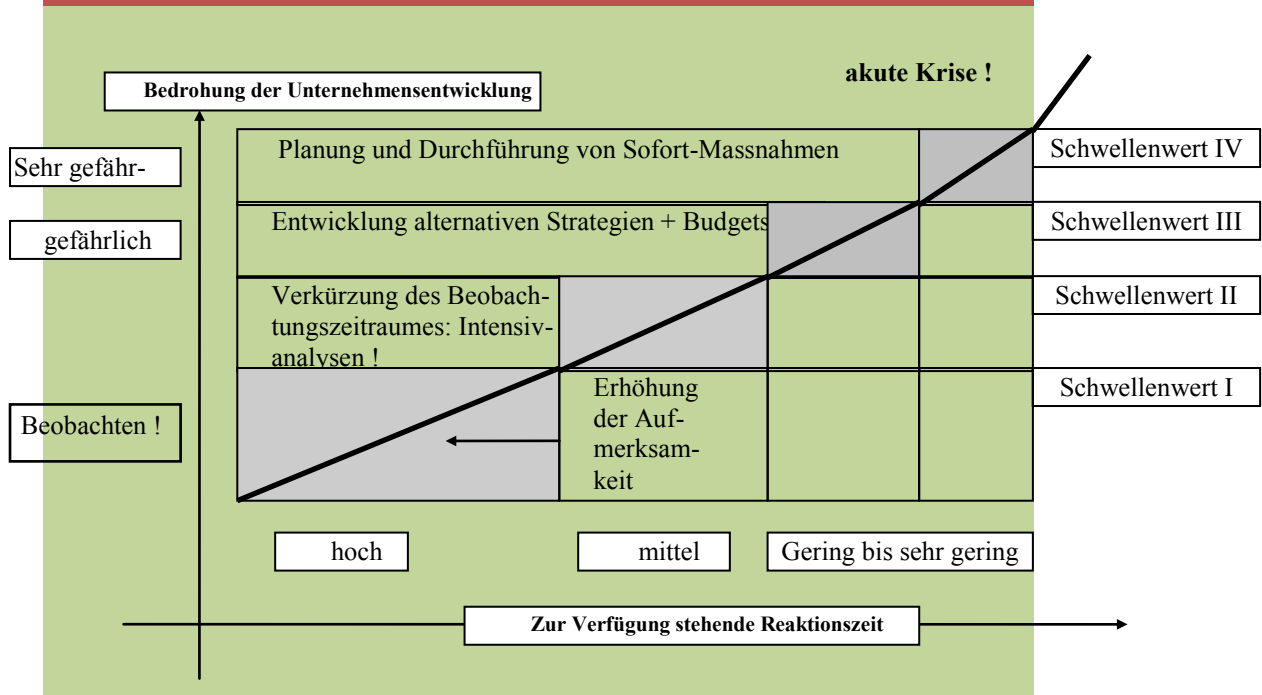 akute Krise !
Bedrohung der Unternehmensentwicklung
Sehr gefähr-
Planung und Durchführung von Sofort-Massnahmen
Schwellenwert IV
gefährlich
Entwicklung alternativen Strategien + Budgets
Schwellenwert III
Verkürzung des Beobach-
tungszeitraumes: Intensiv-
analysen !
Schwellenwert II
Beobachten !
Erhöhung
der Auf-
merksam-
keit
Schwellenwert I
hoch
mittel
Gering bis sehr gering
Zur Verfügung stehende Reaktionszeit